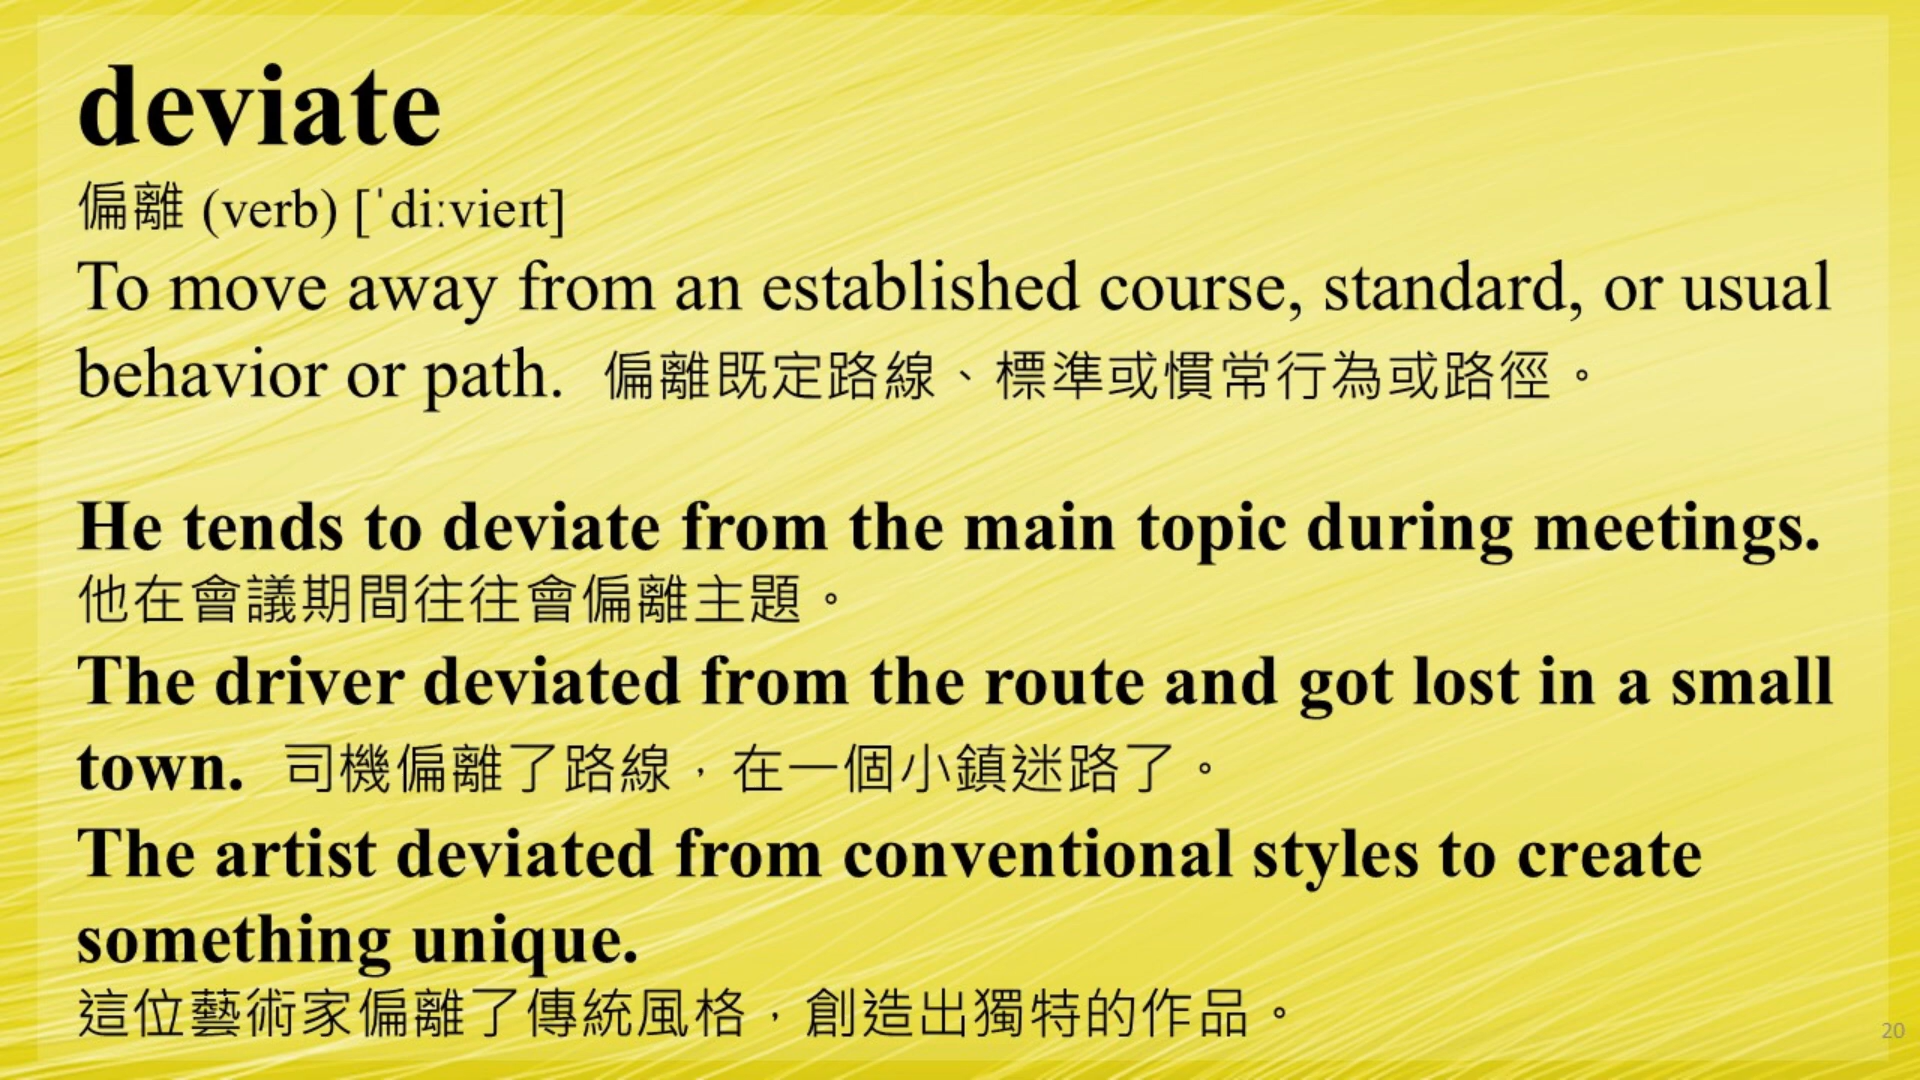 deviate
偏離 (verb) [ˈdiːvieɪt]
To move away from an established course, standard, or usual
behavior or path. 偏離既定路線、標準或慣常行為或路徑。
He tends to deviate from the main topic during meetings.
他在會議期間往往會偏離主題。
The driver deviated from the route and got lost in a small
town. 司機偏離了路線，在一個小鎮迷路了。
The artist deviated from conventional styles to create
something unique.
這位藝術家偏離了傳統風格，創造出獨特的作品。
20